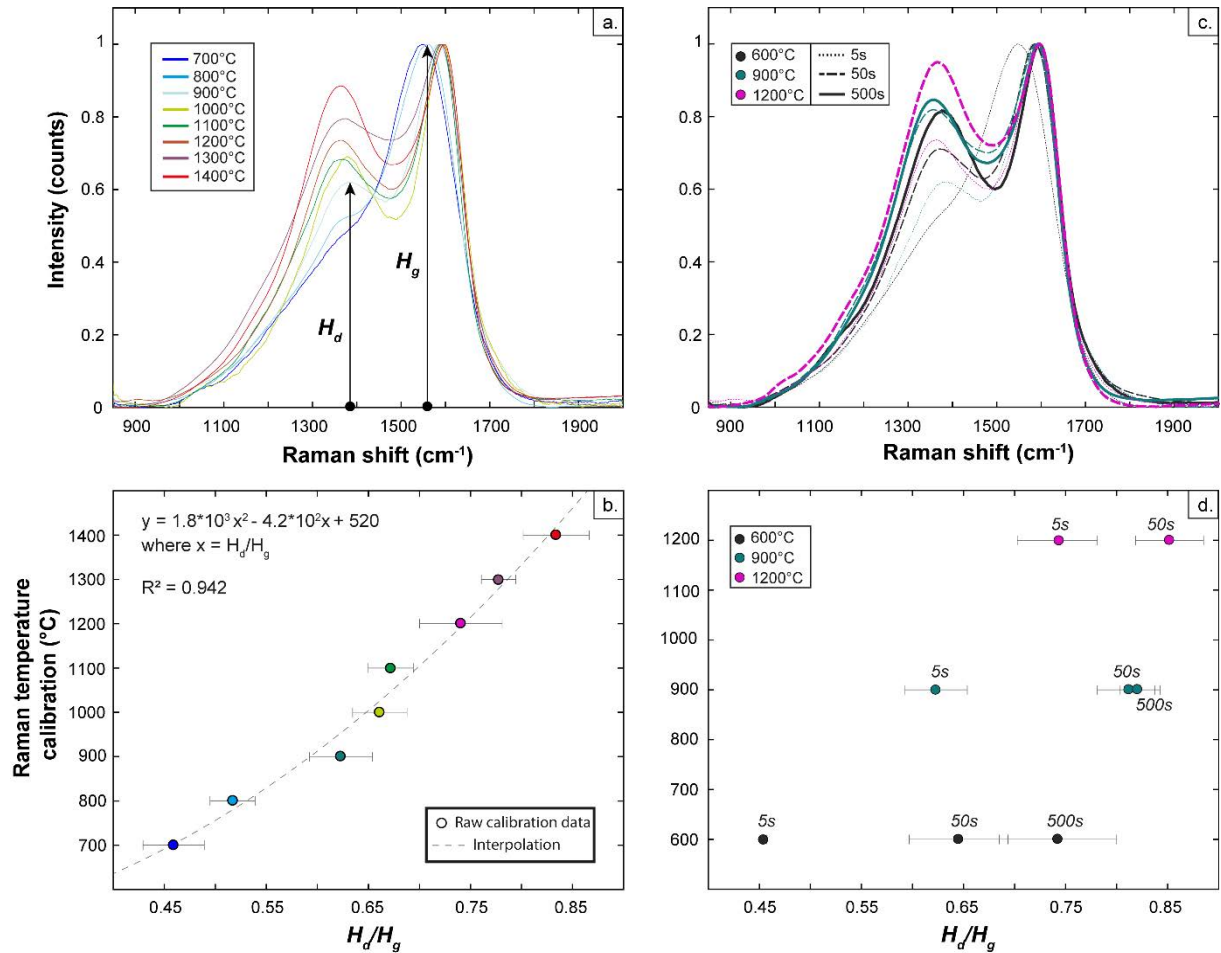 a.
700°C
800°C
900°C
1000°C
1100°C
1200°C
1300°C
1400°C
Intensity (counts)
1
0.8
0.6
0.4
0.2
0
H_g
H_d
900 1100 1300 1500 1700 1900
Raman shift (cm⁻¹)
c.
600°C
900°C
1200°C
5s
50s
500s
1
0.8
0.6
0.4
0.2
0
900 1100 1300 1500 1700 1900
Raman shift (cm⁻¹)
b.
y = 1.8*10³ x² - 4.2*10²x + 520
where x = H_d/H_g
R² = 0.942
Raman temperature
calibration (°C)
1400
1300
1200
1100
1000
900
800
700
Raw calibration data
Interpolation
0.45 0.55 0.65 0.75 0.85
H_d/H_g
d.
600°C
900°C
1200°C
5s 50s
5s 50s
500s
5s 50s 500s
1200
1100
1000
900
800
700
600
0.45 0.55 0.65 0.75 0.85
H_d/H_g